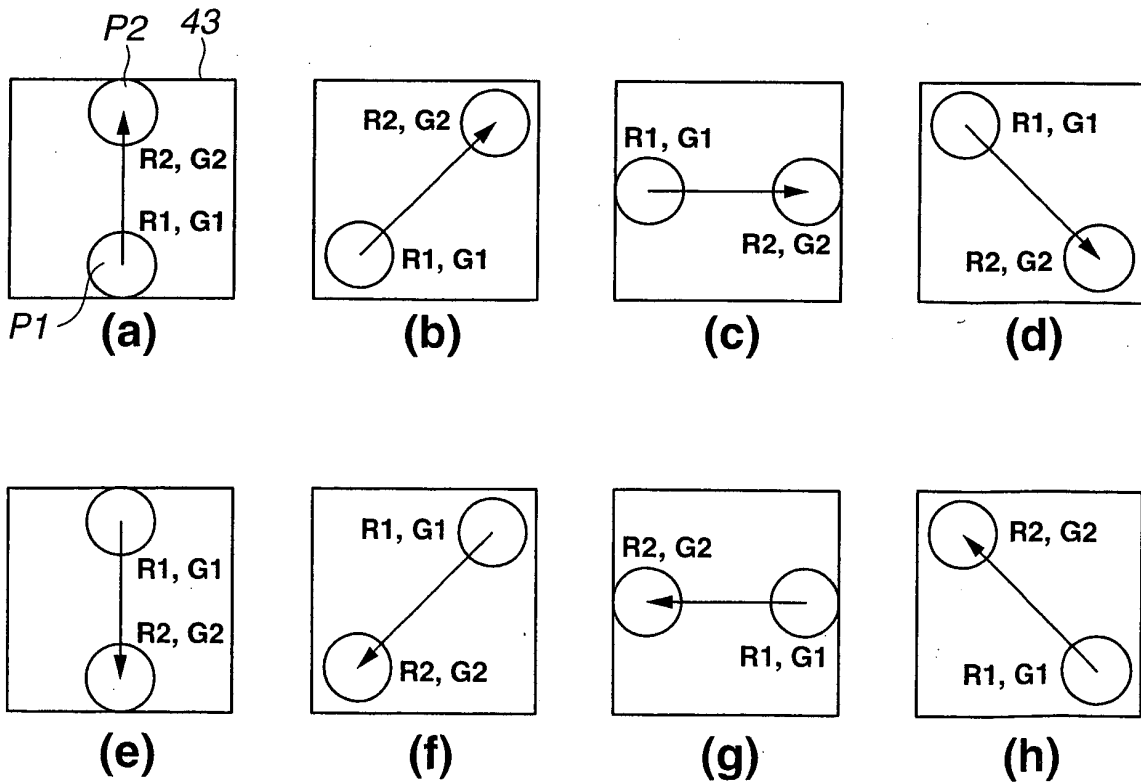 P2 43
R2, G2
R1, G1
P1
(a)
R2, G2
R1, G1
(b)
R1, G1
R2, G2
(c)
R1, G1
R2, G2
(d)
R1, G1
R2, G2
(e)
R1, G1
R2, G2
(f)
R2, G2
R1, G1
(g)
R2, G2
R1, G1
(h)